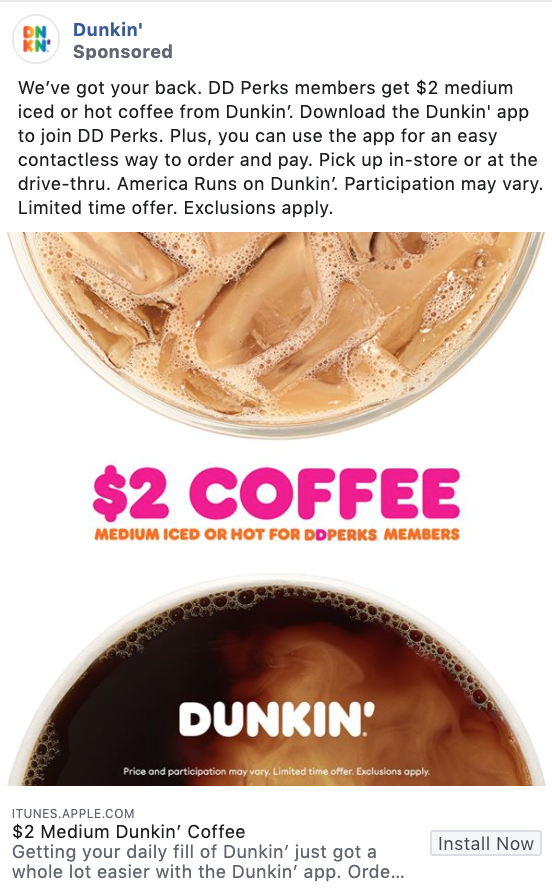 DN
KN'
Dunkin'
Sponsored
We’ve got your back. DD Perks members get $2 medium
iced or hot coffee from Dunkin’. Download the Dunkin' app
to join DD Perks. Plus, you can use the app for an easy
contactless way to order and pay. Pick up in-store or at the
drive-thru. America Runs on Dunkin’. Participation may vary.
Limited time offer. Exclusions apply.
$2 COFFEE
MEDIUM ICED OR HOT FOR DDPERKS MEMBERS
DUNKIN'
Price and participation may vary. Limited time offer. Exclusions apply.
ITUNES.APPLE.COM
$2 Medium Dunkin’ Coffee
Install Now
Getting your daily fill of Dunkin’ just got a
whole lot easier with the Dunkin’ app. Orde...